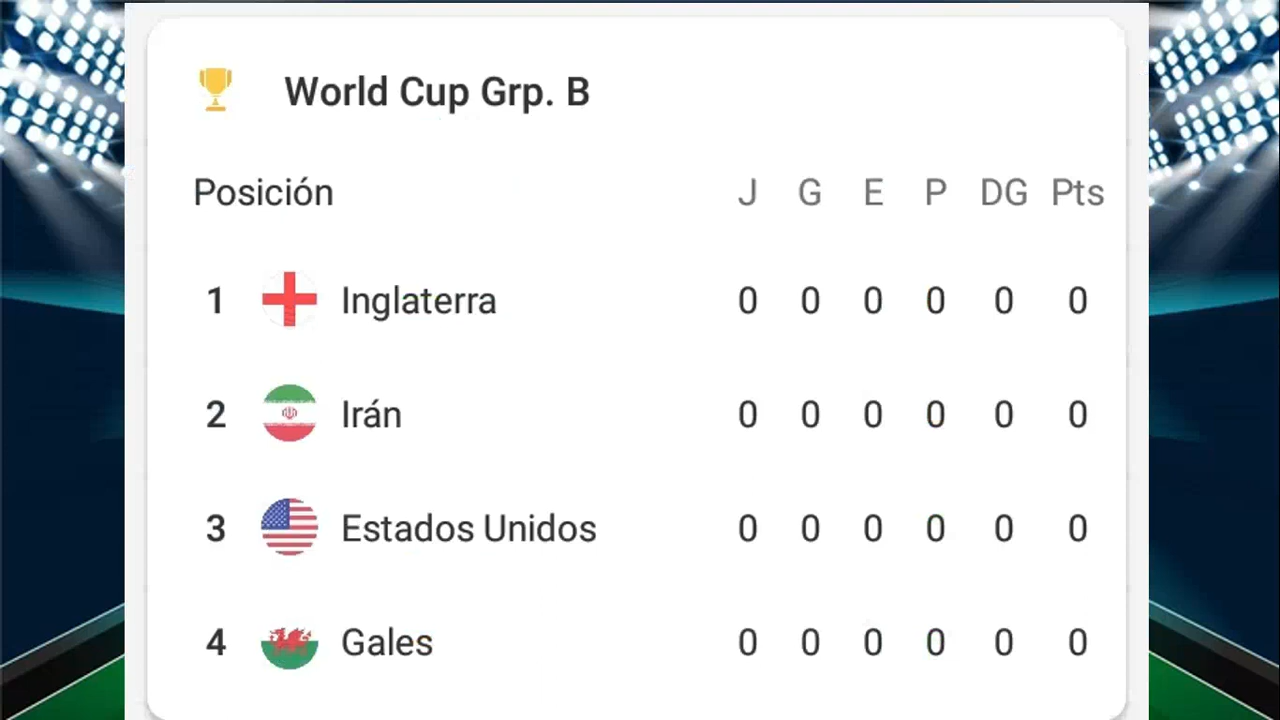 World Cup Grp. B
Posición J G E P DG Pts
1 Inglaterra 0 0 0 0 0 0
2 Irán 0 0 0 0 0 0
3 Estados Unidos 0 0 0 0 0 0
4 Gales 0 0 0 0 0 0